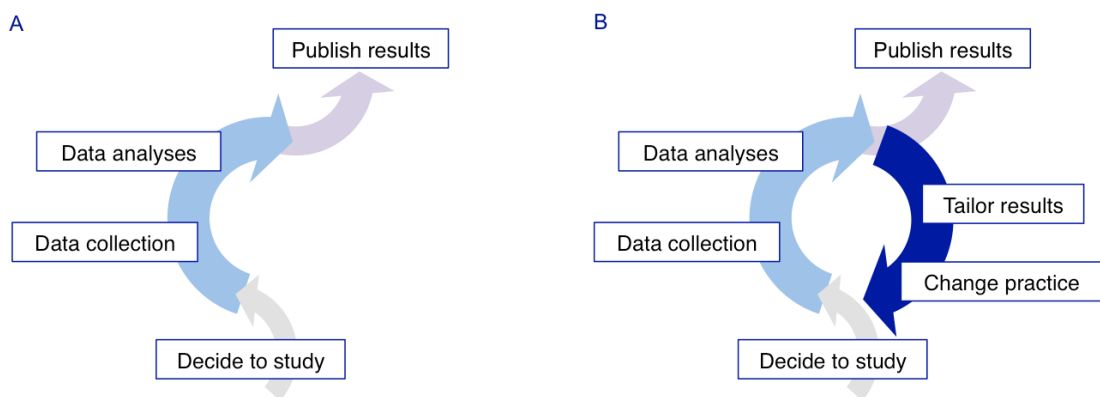 A
Publish results
Data analyses
Data collection
Decide to study
B
Publish results
Data analyses
Tailor results
Data collection
Change practice
Decide to study